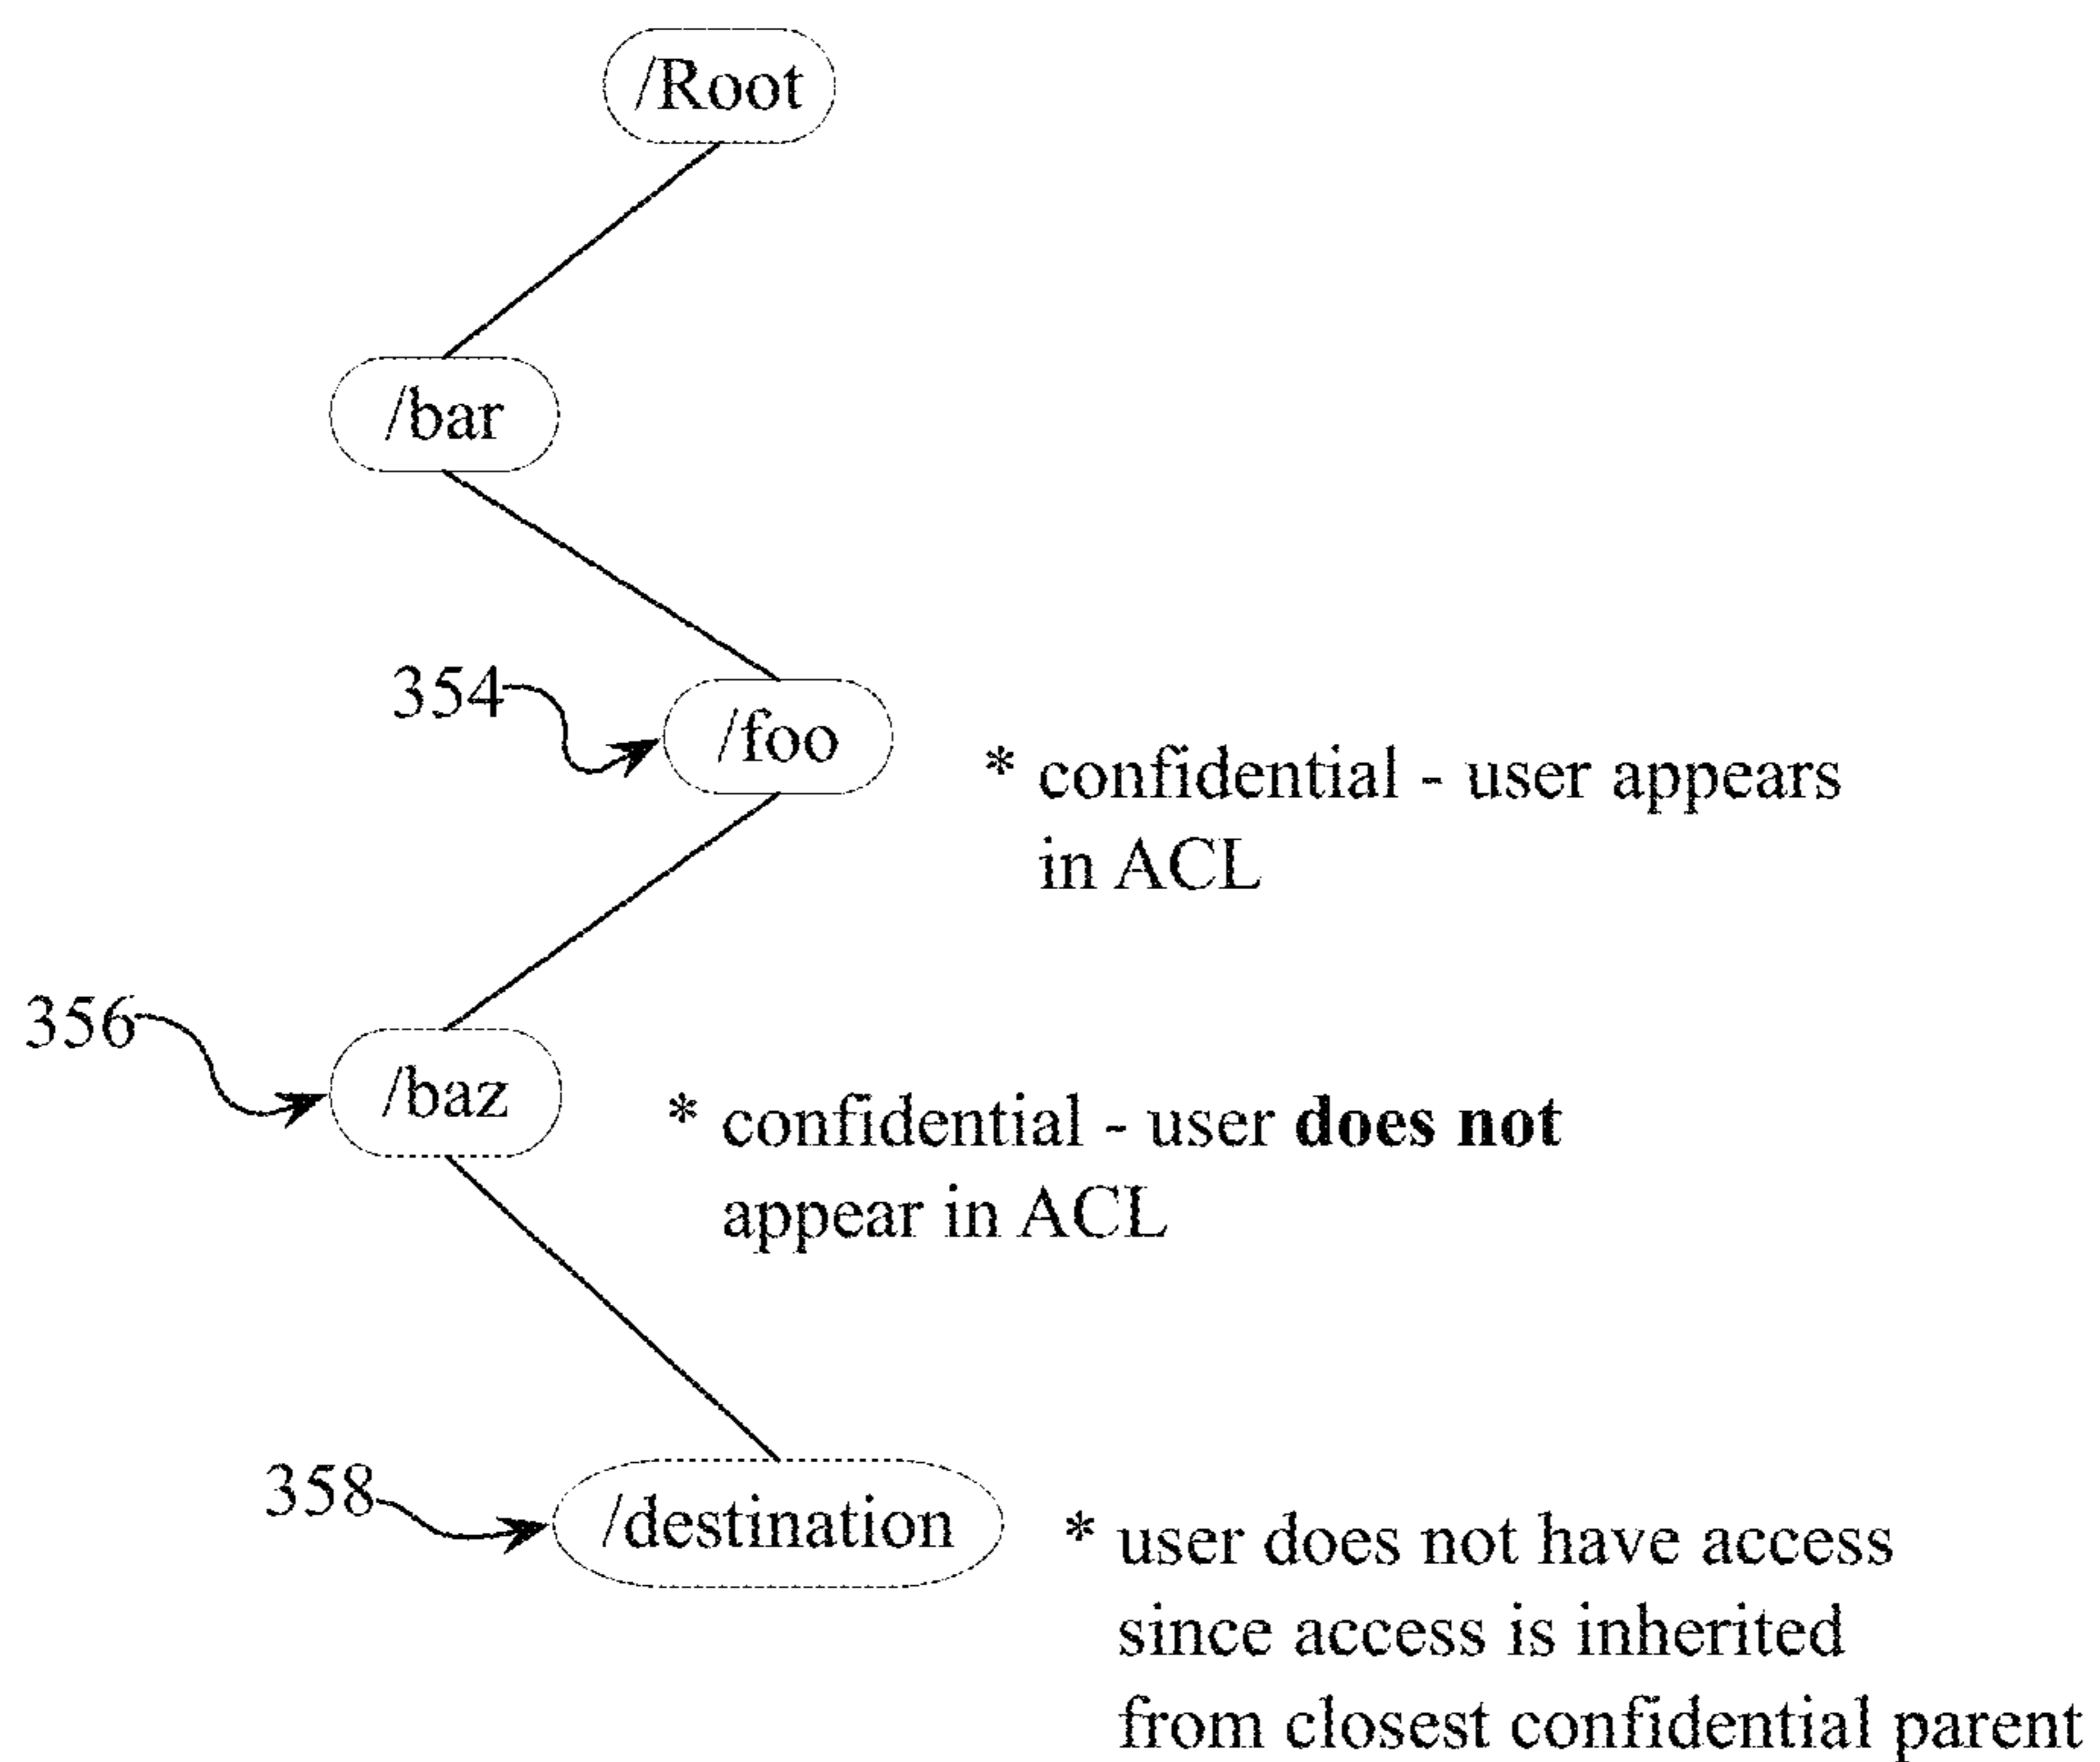 /Root
/bar
354
/foo
* confidential - user appears
in ACL
356
/baz
* confidential - user does not
appear in ACL
358
/destination
* user does not have access
since access is inherited
from closest confidential parent